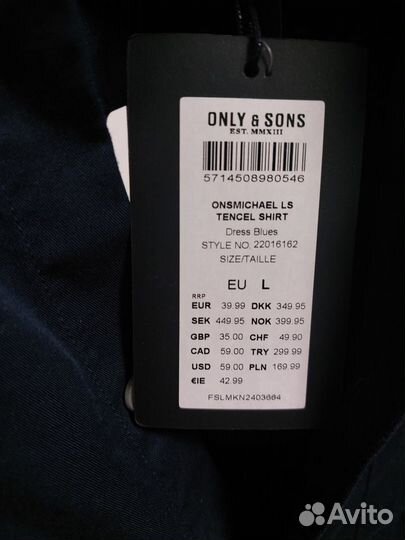 ONLY & SONS
EST. MMXIII
5714508980546
ONSMICHAEL LS
TENCEL SHIRT
Dress Blues
STYLE NO. 22016162
SIZE/TAILLE
EU L
RRP
EUR 39.99 DKK 349.95
SEK 449.95 NOK 399.95
GBP 35.00 CHF 49.90
CAD 59.00 TRY 299.99
USD 59.00 PLN 169.99
€IE 42.99
FSLMKN2403664
Avito